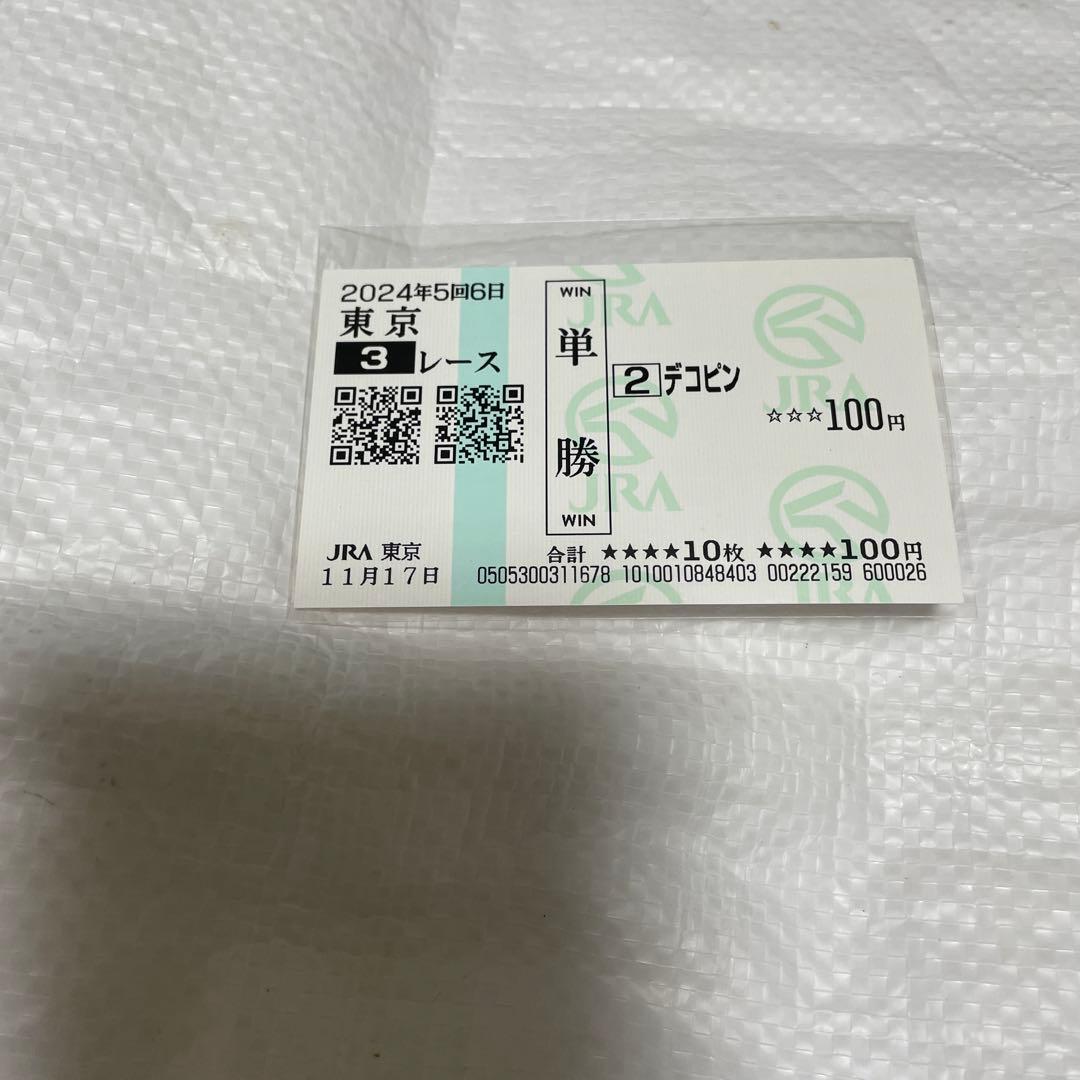 2024年5回6日
東京
3レース
WIN
単勝
WIN
2デコピン
☆☆☆100円
JRA
JRA
JRA
JRA
JRA 東京
11月17日
合計 ★★★★10枚 ★★★★100円
0505300311678 1010010848403 00222159 600026